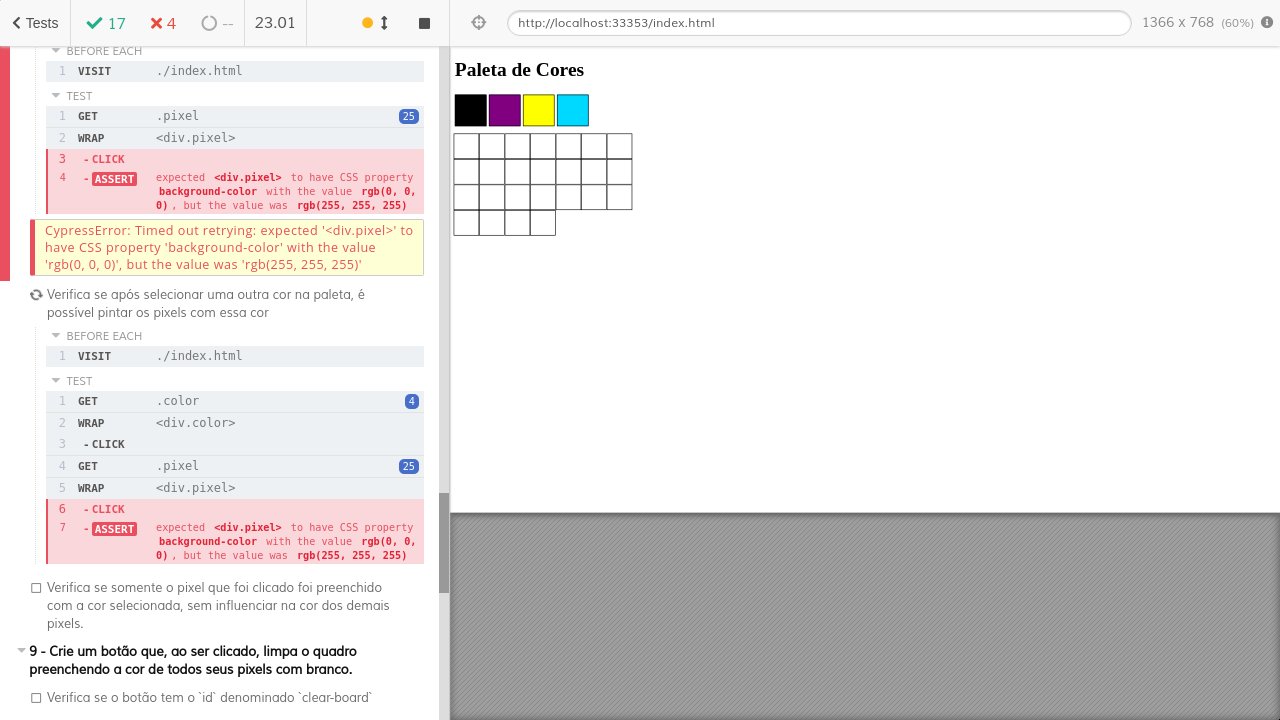 Tests
17
4
--
23.01
http://localhost:33353/index.html
1366 x 768 (60%)
BEFORE EACH
1 VISIT ./index.html
TEST
1 GET .pixel 25
2 WRAP <div.pixel>
3 - CLICK
4 - ASSERT expected <div.pixel> to have CSS property
background-color with the value rgb(0, 0,
0) , but the value was rgb(255, 255, 255)
CypressError: Timed out retrying: expected '<div.pixel>' to
have CSS property 'background-color' with the value
'rgb(0, 0, 0)', but the value was 'rgb(255, 255, 255)'
Verifica se após selecionar uma outra cor na paleta, é
possível pintar os pixels com essa cor
BEFORE EACH
1 VISIT ./index.html
TEST
1 GET .color 4
2 WRAP <div.color>
3 - CLICK
4 GET .pixel 25
5 WRAP <div.pixel>
6 - CLICK
7 - ASSERT expected <div.pixel> to have CSS property
background-color with the value rgb(0, 0,
0) , but the value was rgb(255, 255, 255)
Verifica se somente o pixel que foi clicado foi preenchido
com a cor selecionada, sem influenciar na cor dos demais
pixels.
9 - Crie um botão que, ao ser clicado, limpa o quadro
preenchendo a cor de todos seus pixels com branco.
Verifica se o botão tem o `id` denominado `clear-board`
Paleta de Cores